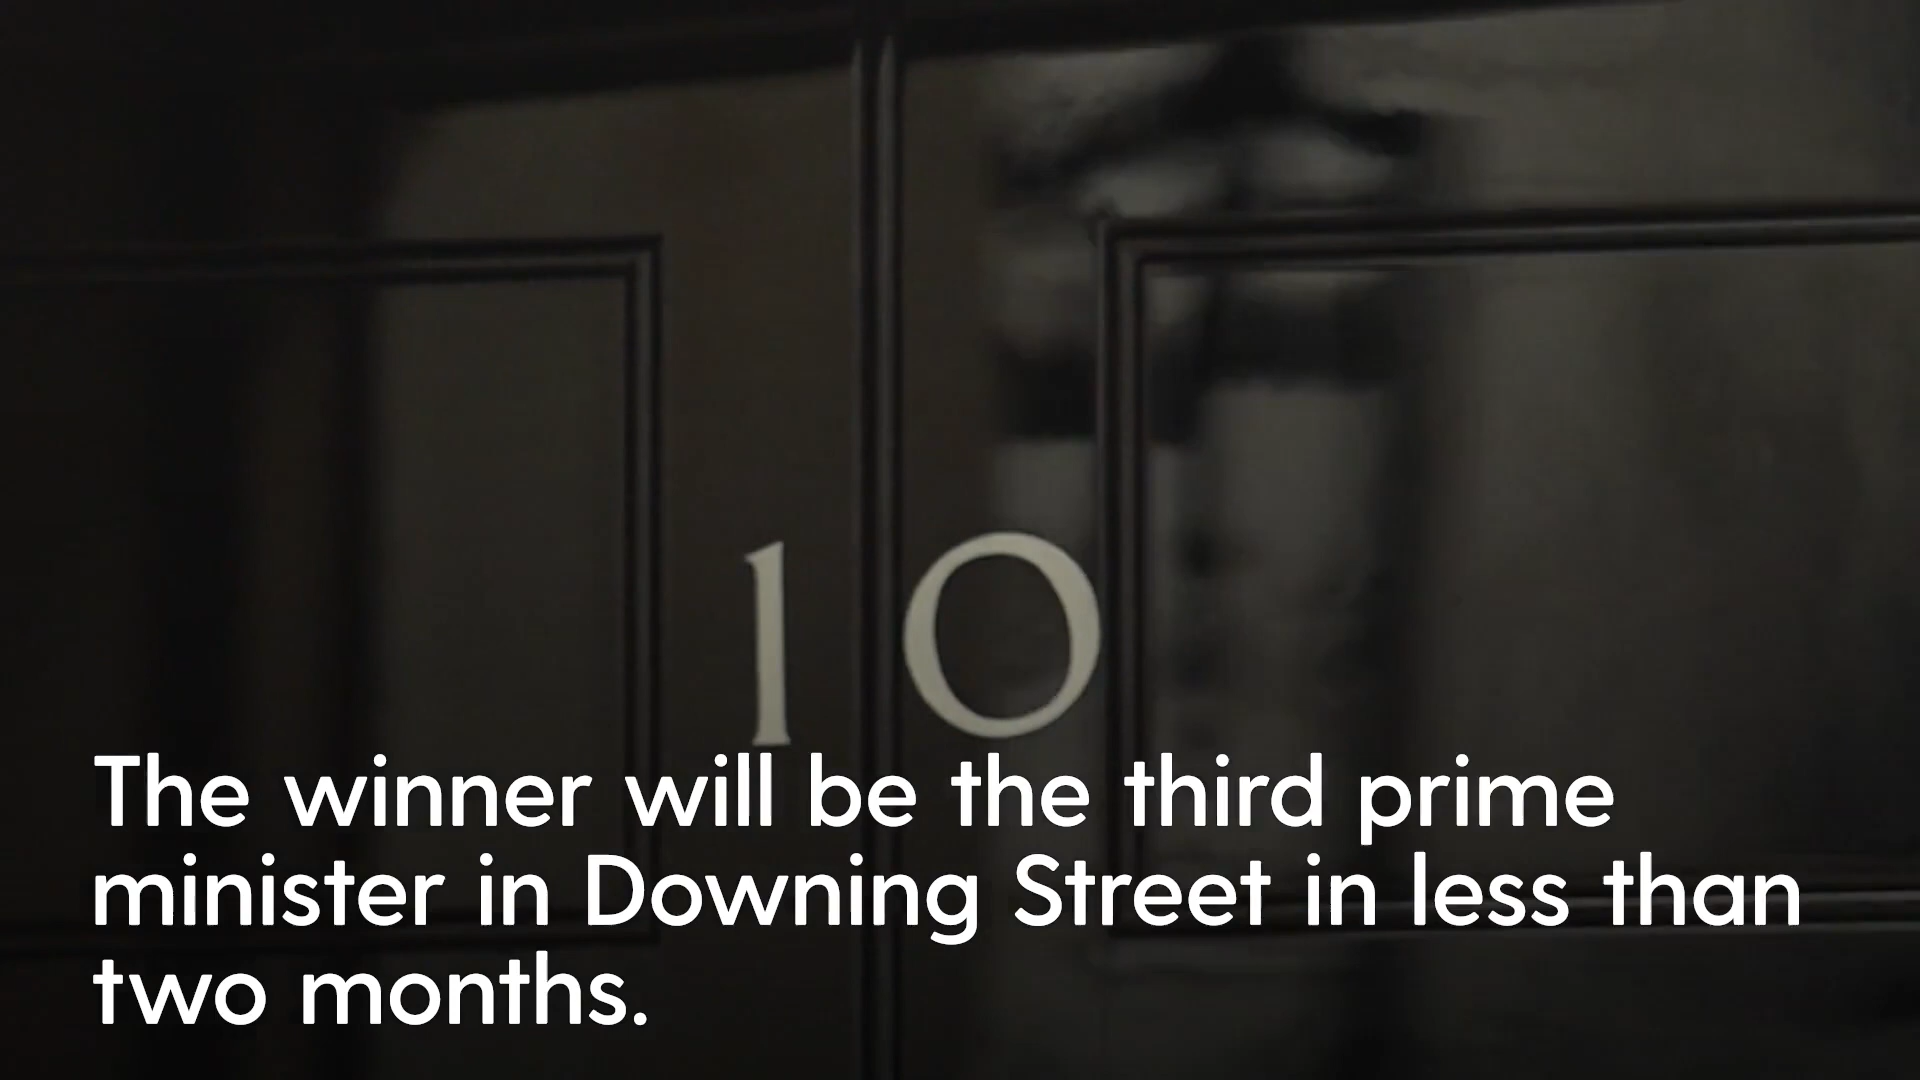 10
The winner will be the third prime
minister in Downing Street in less than
two months.